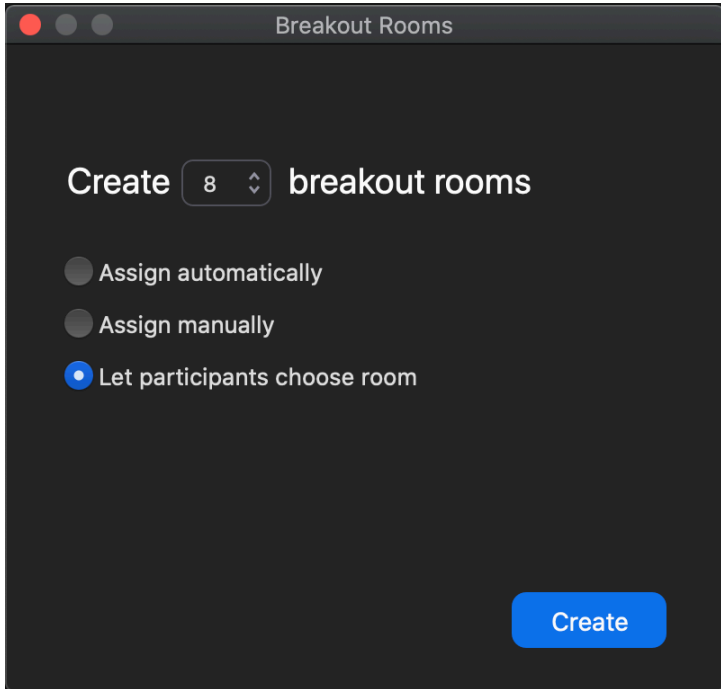 Breakout Rooms
Create 8 breakout rooms
Assign automatically
Assign manually
Let participants choose room
Create